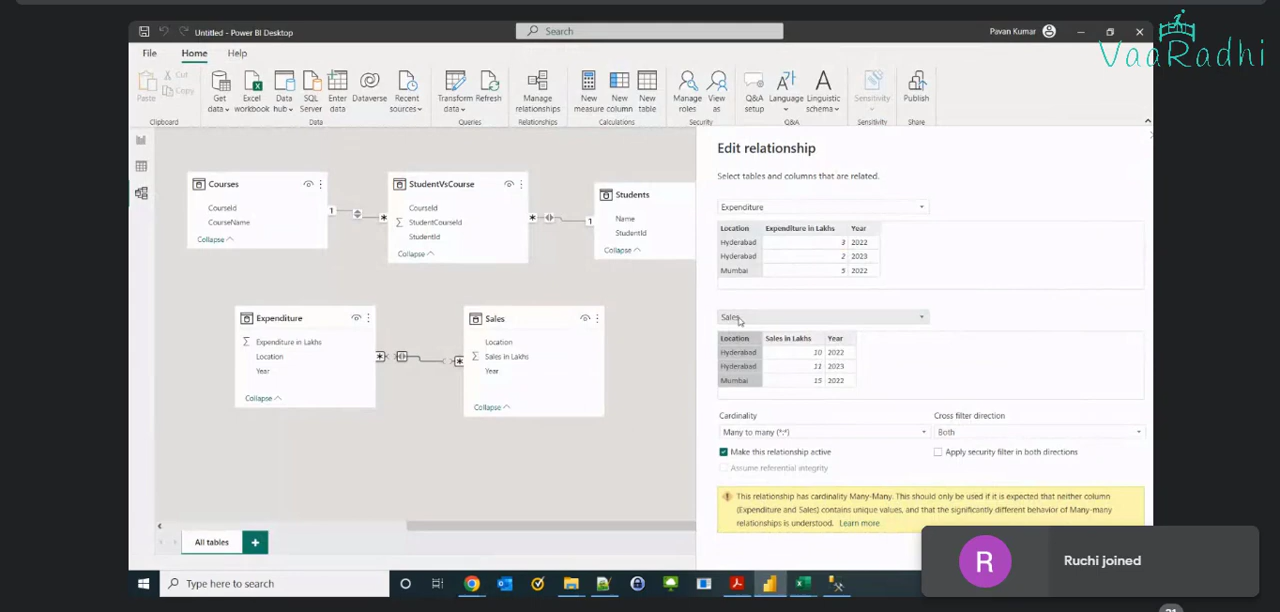 VaaRadhi
Untitled - Power BI Desktop
Search
Pavan Kumar
File Home Help
Paste
Cut
Copy
Get data
Excel workbook
Data hub
SQL Server
Enter data
Dataverse
Recent sources
Transform data
Refresh
Manage relationships
New measure
New column
New table
Manage roles
View as
Q&A setup
Language
Linguistic schema
Sensitivity
Publish
Clipboard
Data
Queries
Relationships
Calculations
Security
Q&A
Sensitivity
Share
Courses
CourseId
CourseName
Collapse
1
*
StudentVsCourse
CourseId
StudentCourseId
StudentId
Collapse
*
1
Students
Name
StudentId
Collapse
Expenditure
Expenditure in Lakhs
Location
Year
Collapse
*
*
Sales
Location
Sales in Lakhs
Year
Collapse
Edit relationship
Select tables and columns that are related.
Expenditure
Location Expenditure in Lakhs Year
Hyderabad 3 2022
Hyderabad 2 2023
Mumbai 5 2022
Sales
Location Sales in Lakhs Year
Hyderabad 10 2022
Hyderabad 11 2023
Mumbai 15 2022
Cardinality
Many to many (*:*)
Cross filter direction
Both
Make this relationship active
Apply security filter in both directions
Assume referential integrity
This relationship has cardinality Many-Many. This should only be used if it is expected that neither column
(Expenditure and Sales) contains unique values, and that the significantly different behavior of Many-many
relationships is understood. Learn more
All tables
R
Ruchi joined
Type here to search